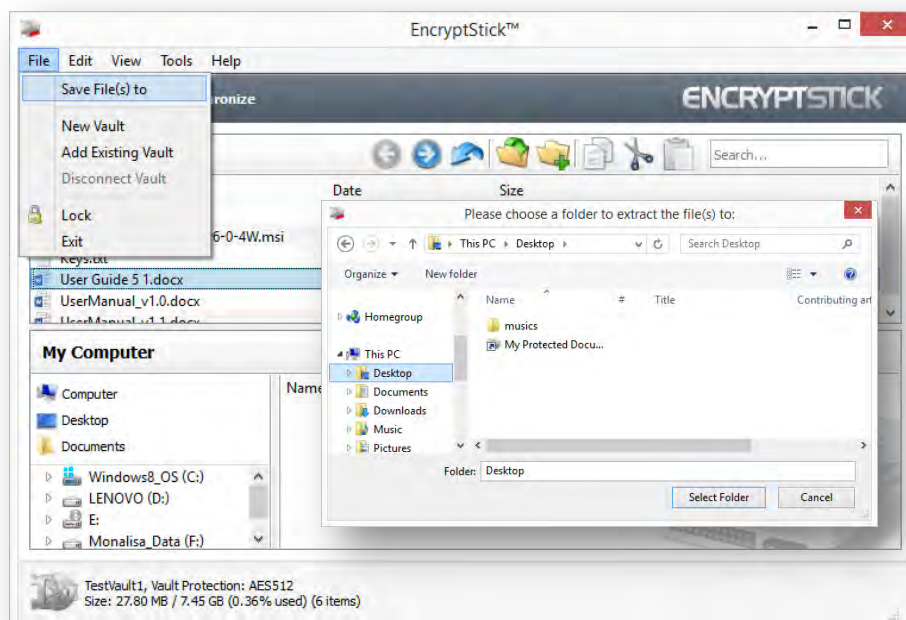 EncryptStick™
File Edit View Tools Help
Save File(s) to
New Vault
Add Existing Vault
Disconnect Vault
Lock
Exit
ENCRYPTSTICK
Search...
Date Size
6-0-4W.msi
Keys.txt
User Guide 5 1.docx
UserManual_v1.0.docx
UserManual_v1.1.docx
My Computer
Computer
Desktop
Documents
Windows8_OS (C:)
LENOVO (D:)
E:
Monalisa_Data (F:)
Name
Please choose a folder to extract the file(s) to:
This PC Desktop
Search Desktop
Organize New folder
Name # Title Contributing art
Homegroup
This PC
Desktop
Documents
Downloads
Music
Pictures
musics
My Protected Docu...
Folder: Desktop
Select Folder Cancel
TestVault1, Vault Protection: AES512
Size: 27.80 MB / 7.45 GB (0.36% used) (6 items)